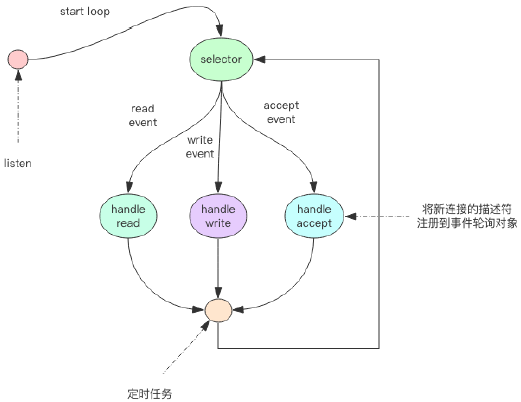 start loop
selector
read
event
accept
event
write
event
listen
handle
read
handle
write
handle
accept
将新连接的描述符
注册到事件轮询对象
定时任务